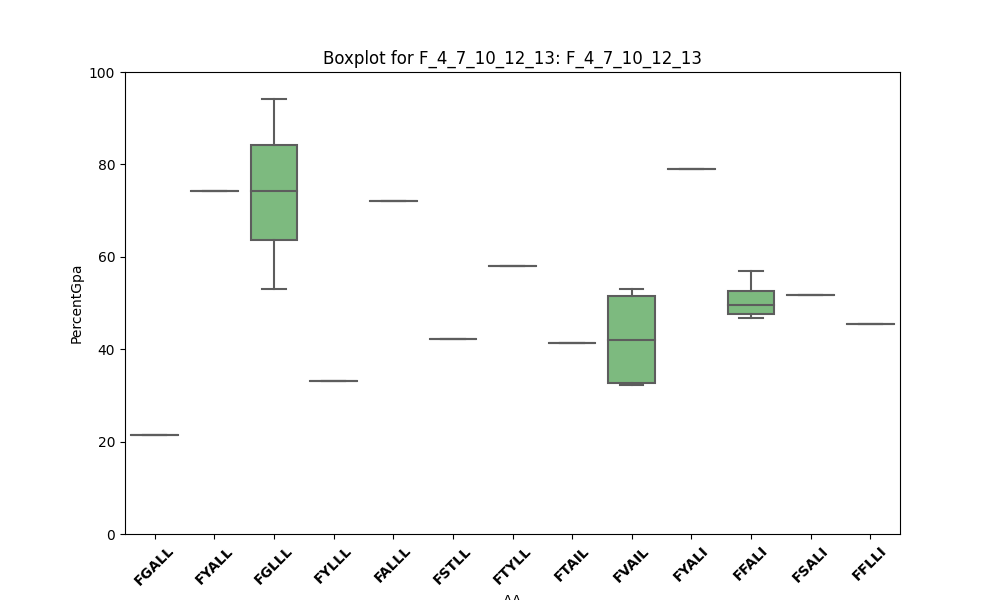 Boxplot for F_4_7_10_12_13: F_4_7_10_12_13
PercentGpa
100
80
60
40
20
0
FGALL
FYALL
FGLLL
FYLLL
FALLL
FSTLL
FTYLL
FTAIL
FVAIL
FYALI
FFALI
FSALI
FFLLI
AA